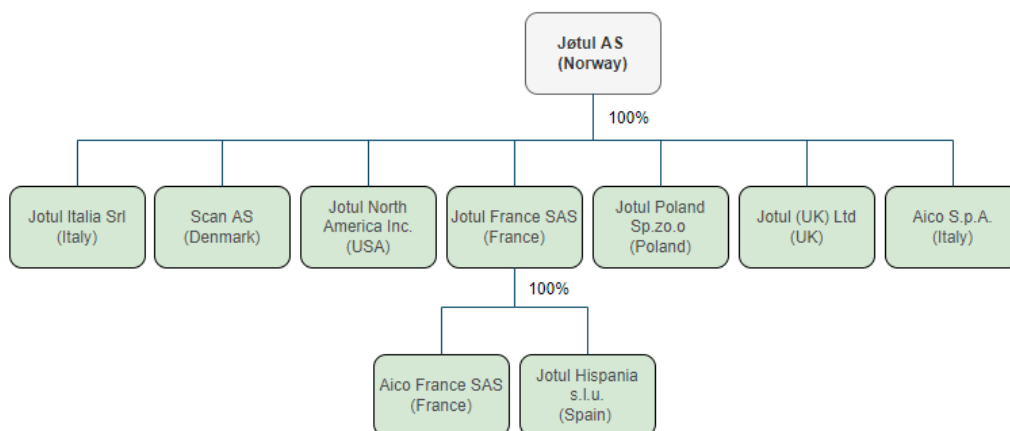 Jøtul AS
(Norway)
100%
Jotul Italia Srl
(Italy)
Scan AS
(Denmark)
Jotul North
America Inc.
(USA)
Jotul France SAS
(France)
Jotul Poland
Sp.zo.o
(Poland)
Jotul (UK) Ltd
(UK)
Aico S.p.A.
(Italy)
100%
Aico France SAS
(France)
Jotul Hispania
s.l.u.
(Spain)